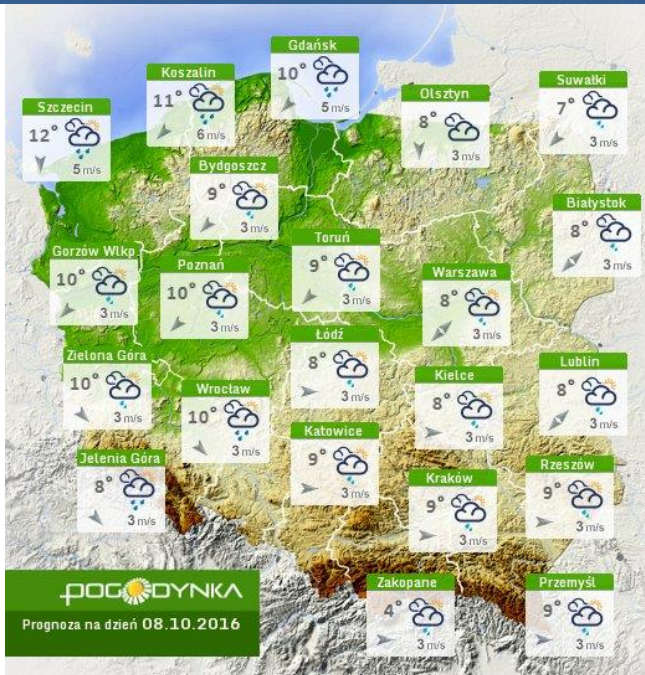 Gdańsk
10°
5 m/s
Koszalin
11°
6 m/s
Szczecin
12°
5 m/s
Olsztyn
8°
3 m/s
Suwałki
7°
3 m/s
Bydgoszcz
9°
3 m/s
Białystok
8°
3 m/s
Gorzów Wlkp.
10°
3 m/s
Poznań
10°
3 m/s
Toruń
9°
3 m/s
Warszawa
8°
3 m/s
Zielona Góra
10°
3 m/s
Wrocław
10°
3 m/s
Łódź
8°
3 m/s
Kielce
8°
3 m/s
Lublin
8°
3 m/s
Jelenia Góra
8°
3 m/s
Katowice
9°
3 m/s
Kraków
9°
3 m/s
Rzeszów
9°
3 m/s
Zakopane
4°
3 m/s
Przemyśl
9°
3 m/s
POGODYNKA
Prognoza na dzień 08.10.2016